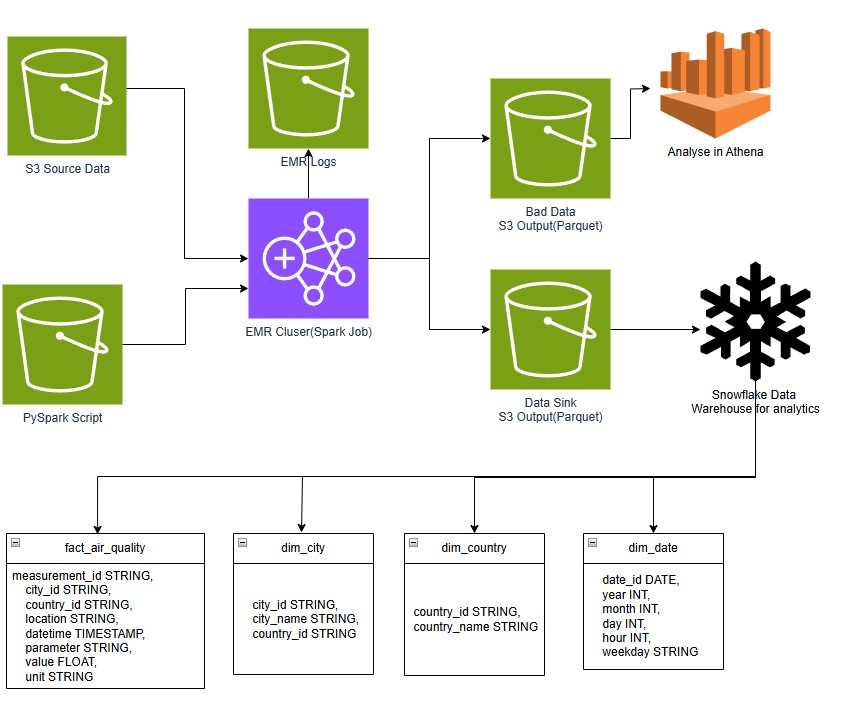 S3 Source Data
EMR Logs
Analyse in Athena
Bad Data
S3 Output(Parquet)
EMR Cluser(Spark Job)
PySpark Script
Data Sink
S3 Output(Parquet)
Snowflake Data
Warehouse for analytics
fact_air_quality
measurement_id STRING,
city_id STRING,
country_id STRING,
location STRING,
datetime TIMESTAMP,
parameter STRING,
value FLOAT,
unit STRING
dim_city
city_id STRING,
city_name STRING,
country_id STRING
dim_country
country_id STRING,
country_name STRING
dim_date
date_id DATE,
year INT,
month INT,
day INT,
hour INT,
weekday STRING